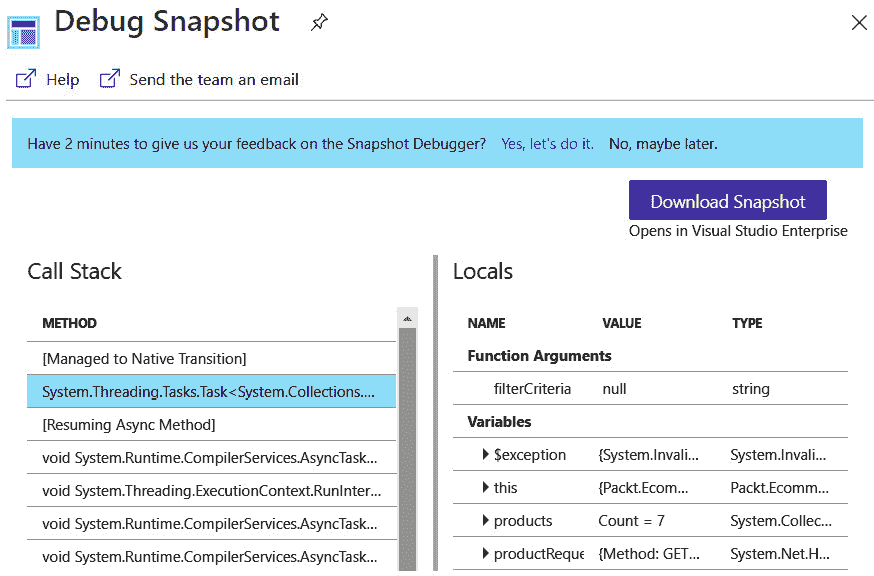 Debug Snapshot
Help
Send the team an email
Have 2 minutes to give us your feedback on the Snapshot Debugger? Yes, let's do it. No, maybe later.
Download Snapshot
Opens in Visual Studio Enterprise
Call Stack
METHOD
[Managed to Native Transition]
System.Threading.Tasks.Task<System.Collections....
[Resuming Async Method]
void System.Runtime.CompilerServices.AsyncTask...
void System.Threading.ExecutionContext.RunInter...
void System.Runtime.CompilerServices.AsyncTask...
void System.Runtime.CompilerServices.AsyncTask...
Locals
NAME VALUE TYPE
Function Arguments
filterCriteria null string
Variables
$exception {System.Invali... System.Invali...
this {Packt.Ecom... Packt.Ecomm...
products Count = 7 System.Collec...
productReque {Method: GET... System.Net.H...